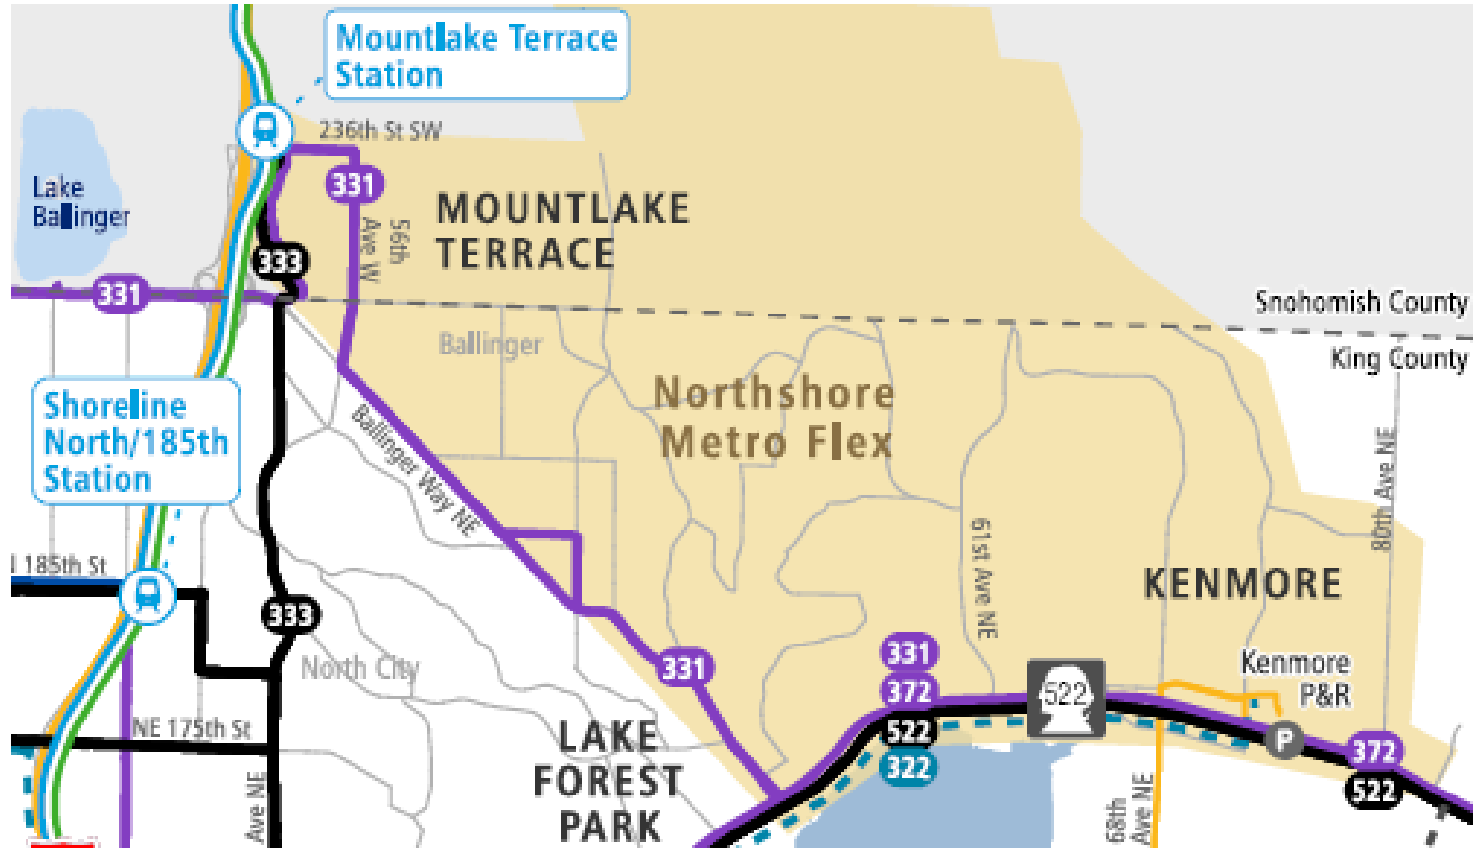 Mountlake Terrace
Station
236th St SW
Lake
Ballinger
331
MOUNTLAKE
TERRACE
56th
Ave W
333
331
Snohomish County
King County
Ballinger
Northshore
Metro Flex
Shoreline
North/185th
Station
Ballinger Way NE
80th Ave NE
61st Ave NE
N 185th St
KENMORE
333
North City
331
331
372
522
322
522
Kenmore
P&R
P
372
522
NE 175th St
LAKE
FOREST
PARK
Ave NE
68th
Ave NE